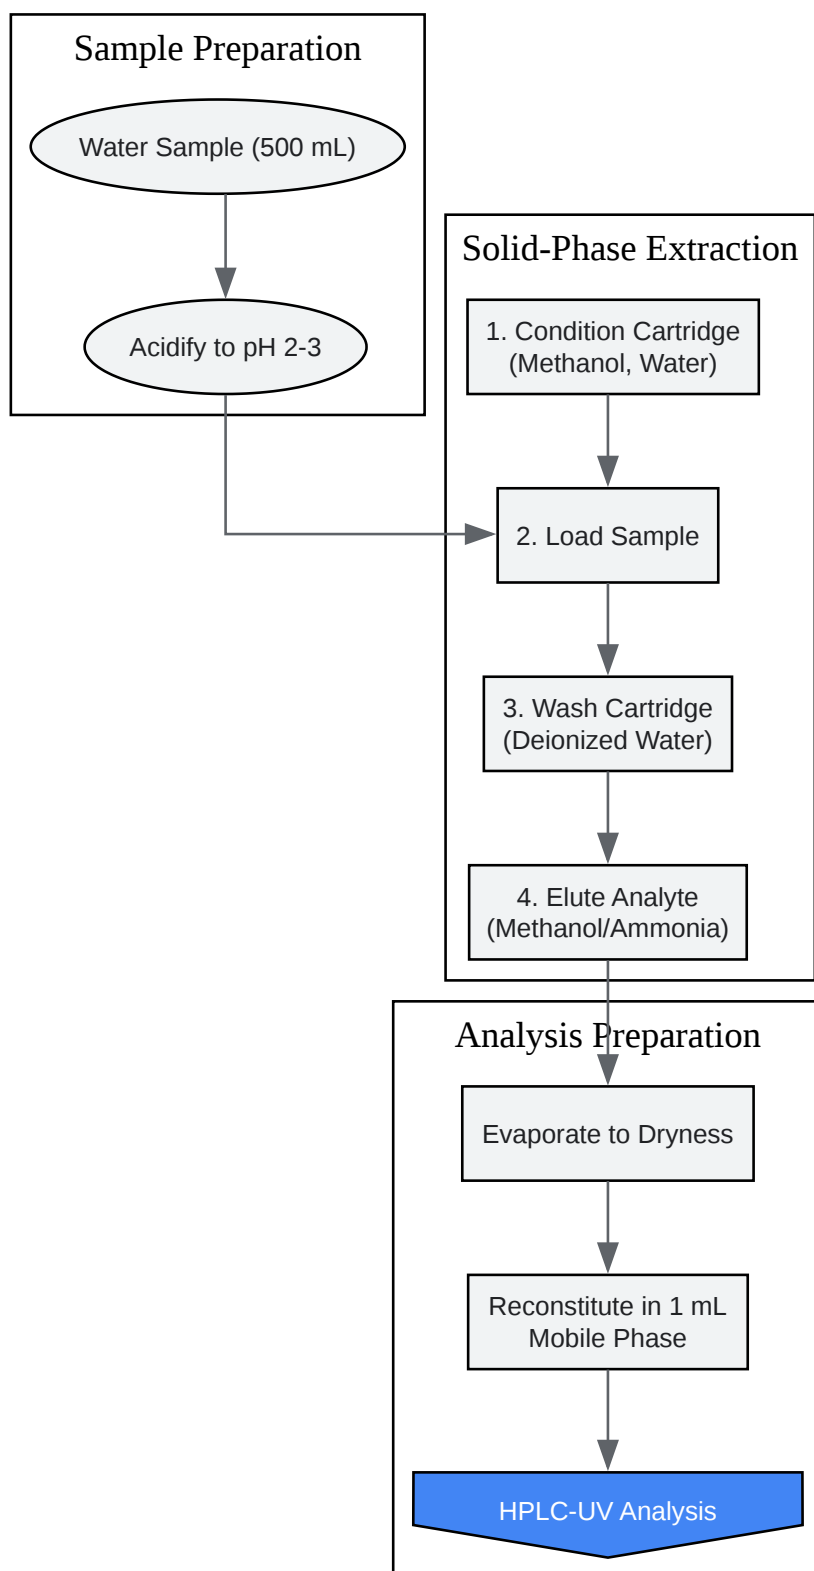 Sample Preparation
Water Sample (500 mL)
Acidify to pH 2-3
Solid-Phase Extraction
1. Condition Cartridge
(Methanol, Water)
2. Load Sample
3. Wash Cartridge
(Deionized Water)
4. Elute Analyte
(Methanol/Ammonia)
Analysis Preparation
Evaporate to Dryness
Reconstitute in 1 mL
Mobile Phase
HPLC-UV Analysis